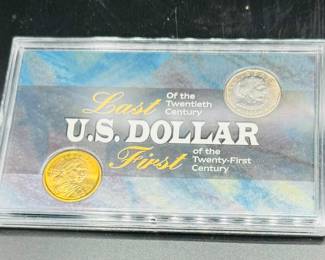 Last Of the
Twentieth
Century
U.S. DOLLAR
First of the
Twenty-First
Century